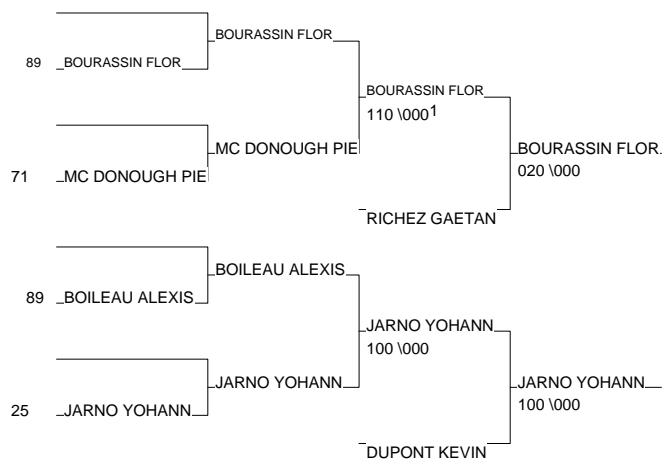 BOURASSIN FLOR
89 BOURASSIN FLOR
BOURASSIN FLOR
110 \000 1
MC DONOUGH PIE
BOURASSIN FLOR
020 \000
71 MC DONOUGH PIE
RICHEZ GAETAN
BOILEAU ALEXIS
89 BOILEAU ALEXIS
JARNO YOHANN
100 \000
JARNO YOHANN
JARNO YOHANN
100 \000
25 JARNO YOHANN
DUPONT KEVIN